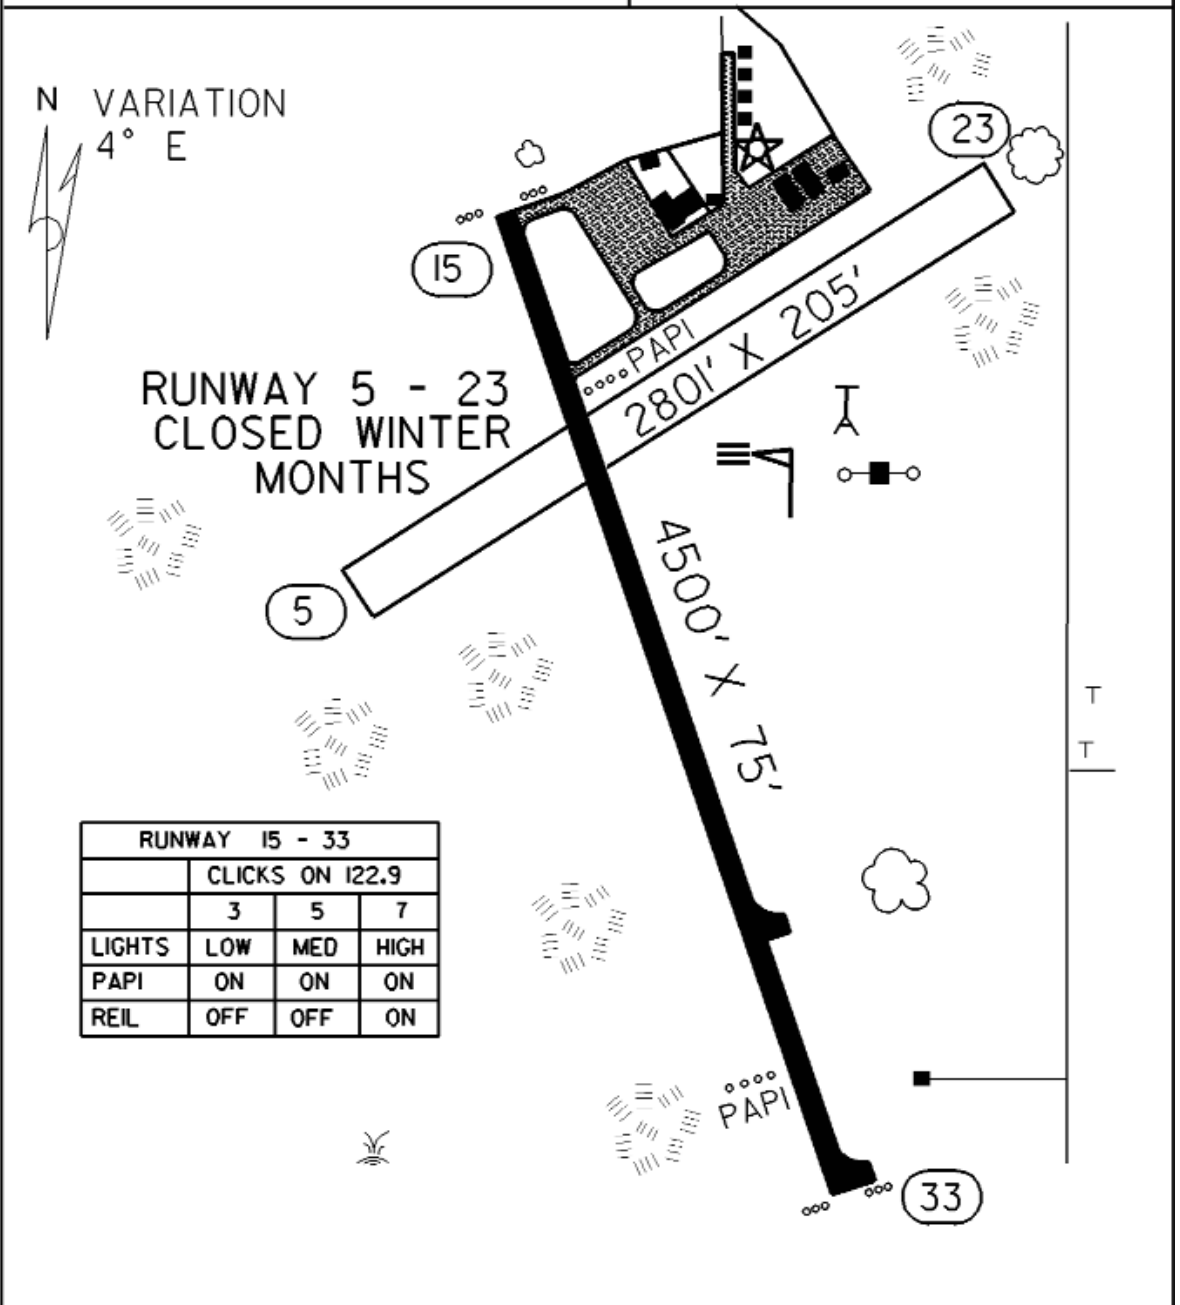 N VARIATION
4° E
23
15
PAPI
2801' X 205'
RUNWAY 5 - 23
CLOSED WINTER
MONTHS
5
4500' X 75'
T
T
RUNWAY 15 - 33
CLICKS ON 122.9
3 5 7
LIGHTS LOW MED HIGH
PAPI ON ON ON
REIL OFF OFF ON
PAPI
33